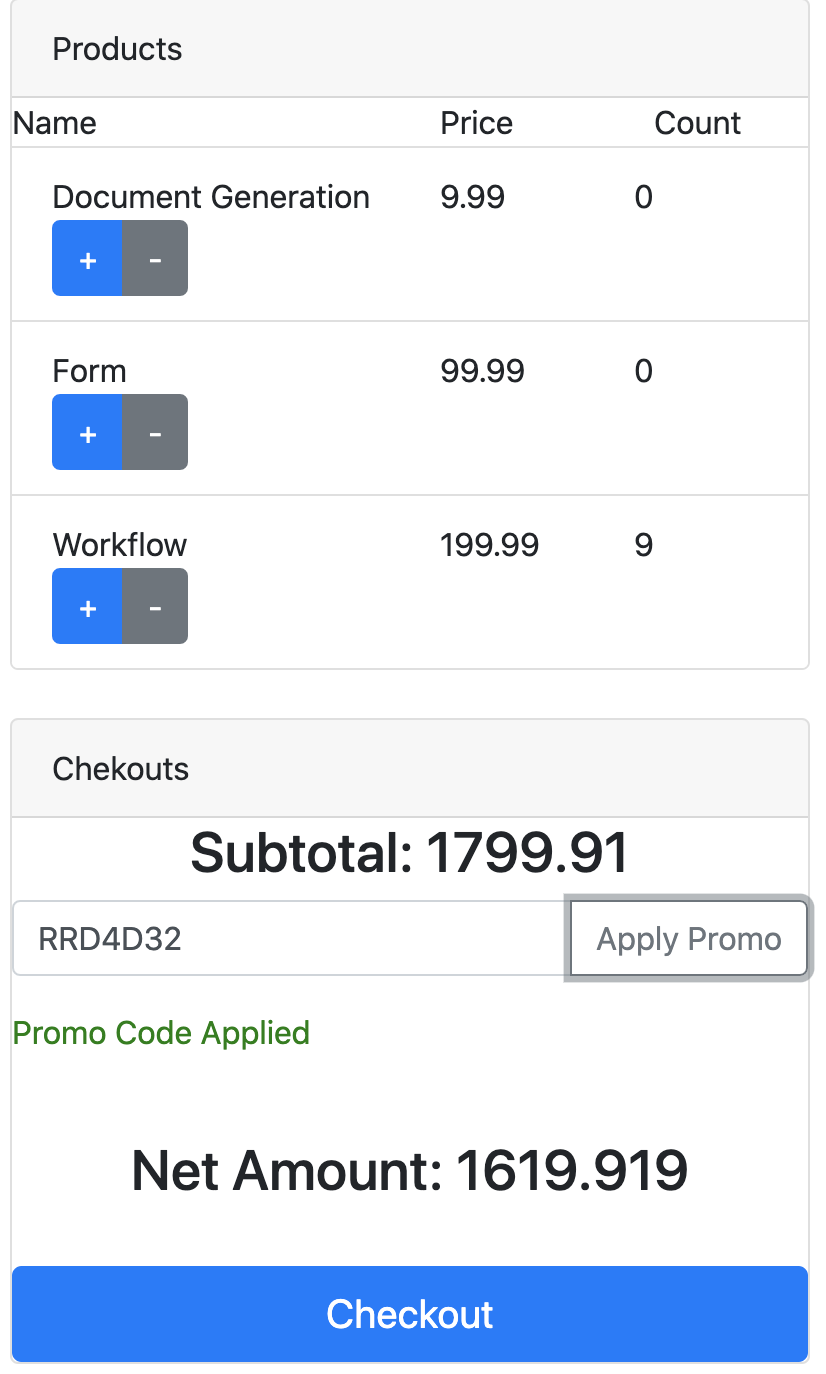 Products
Name Price Count
Document Generation 9.99 0
+ -
Form 99.99 0
+ -
Workflow 199.99 9
+ -
Chekouts
Subtotal: 1799.91
RRD4D32 Apply Promo
Promo Code Applied
Net Amount: 1619.919
Checkout